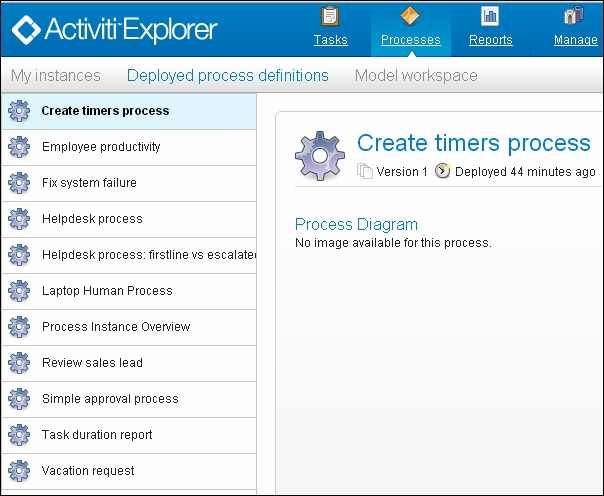 Activiti™ Explorer
Tasks
Processes
Reports
Manage
My instances
Deployed process definitions
Model workspace
Create timers process
Employee productivity
Fix system failure
Helpdesk process
Helpdesk process: firstline vs escalated
Laptop Human Process
Process Instance Overview
Review sales lead
Simple approval process
Task duration report
Vacation request
Create timers process
Version 1 Deployed 44 minutes ago
Process Diagram
No image available for this process.